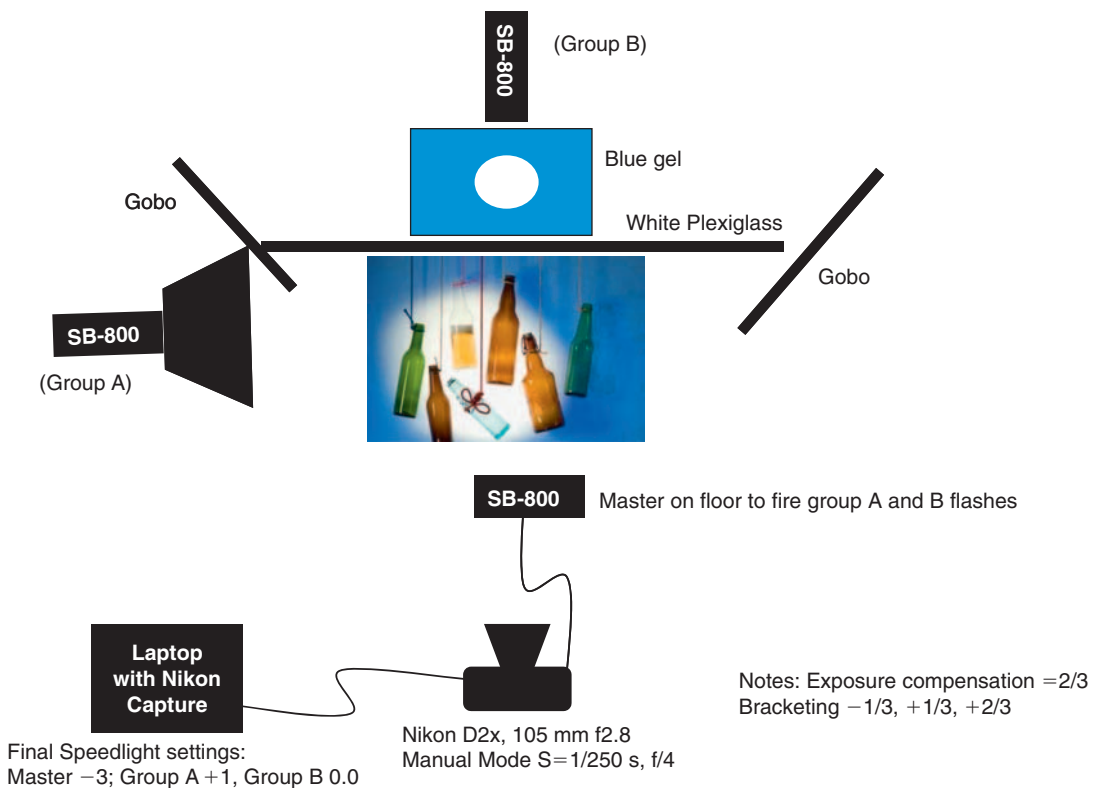 SB-800
(Group B)
Blue gel
Gobo
White Plexiglass
Gobo
SB-800
(Group A)
SB-800
Master on floor to fire group A and B flashes
Laptop
with Nikon
Capture
Final Speedlight settings:
Master −3; Group A +1, Group B 0.0
Nikon D2x, 105 mm f2.8
Manual Mode S=1/250 s, f/4
Notes: Exposure compensation =2/3
Bracketing −1/3, +1/3, +2/3